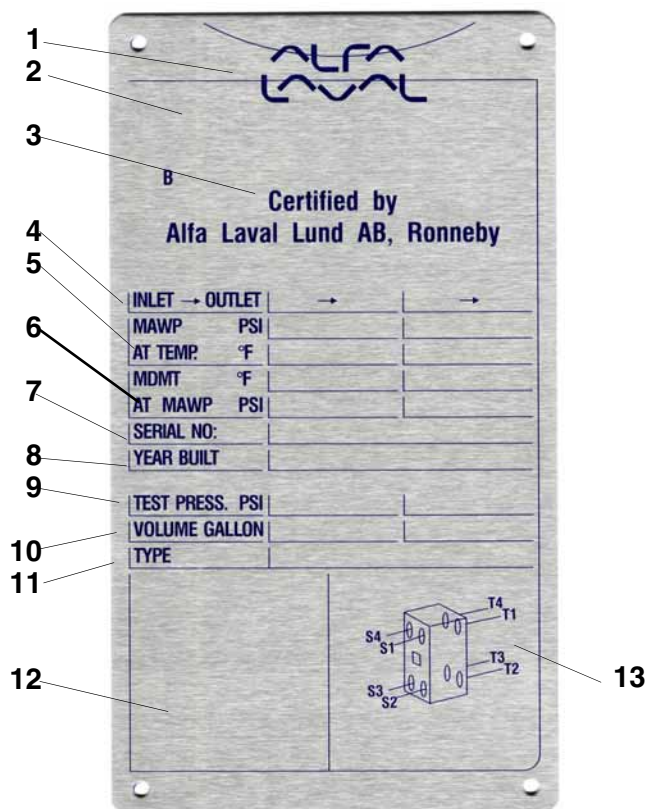 1
ALFA
LAVAL
2
3
B
Certified by
Alfa Laval Lund AB, Ronneby
4
INLET → OUTLET → →
5
MAWP PSI
AT TEMP. °F
6
MDMT °F
AT MAWP PSI
7
SERIAL NO:
8
YEAR BUILT
9
TEST PRESS. PSI
10
VOLUME GALLON
11
TYPE
T4
T1
S4
S1
T3
T2
S3
S2
12
13